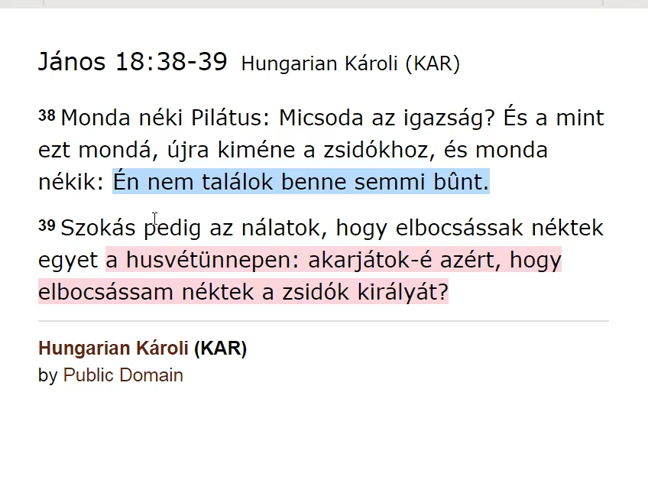 János 18:38-39 Hungarian Károli (KAR)
38 Monda néki Pilátus: Micsoda az igazság? És a mint
ezt mondá, újra kiméne a zsidókhoz, és monda
nékik: Én nem találok benne semmi bûnt.
39 Szokás pedig az nálatok, hogy elbocsássak néktek
egyet a husvétünnepen: akarjátok-é azért, hogy
elbocsássam néktek a zsidók királyát?
Hungarian Károli (KAR)
by Public Domain